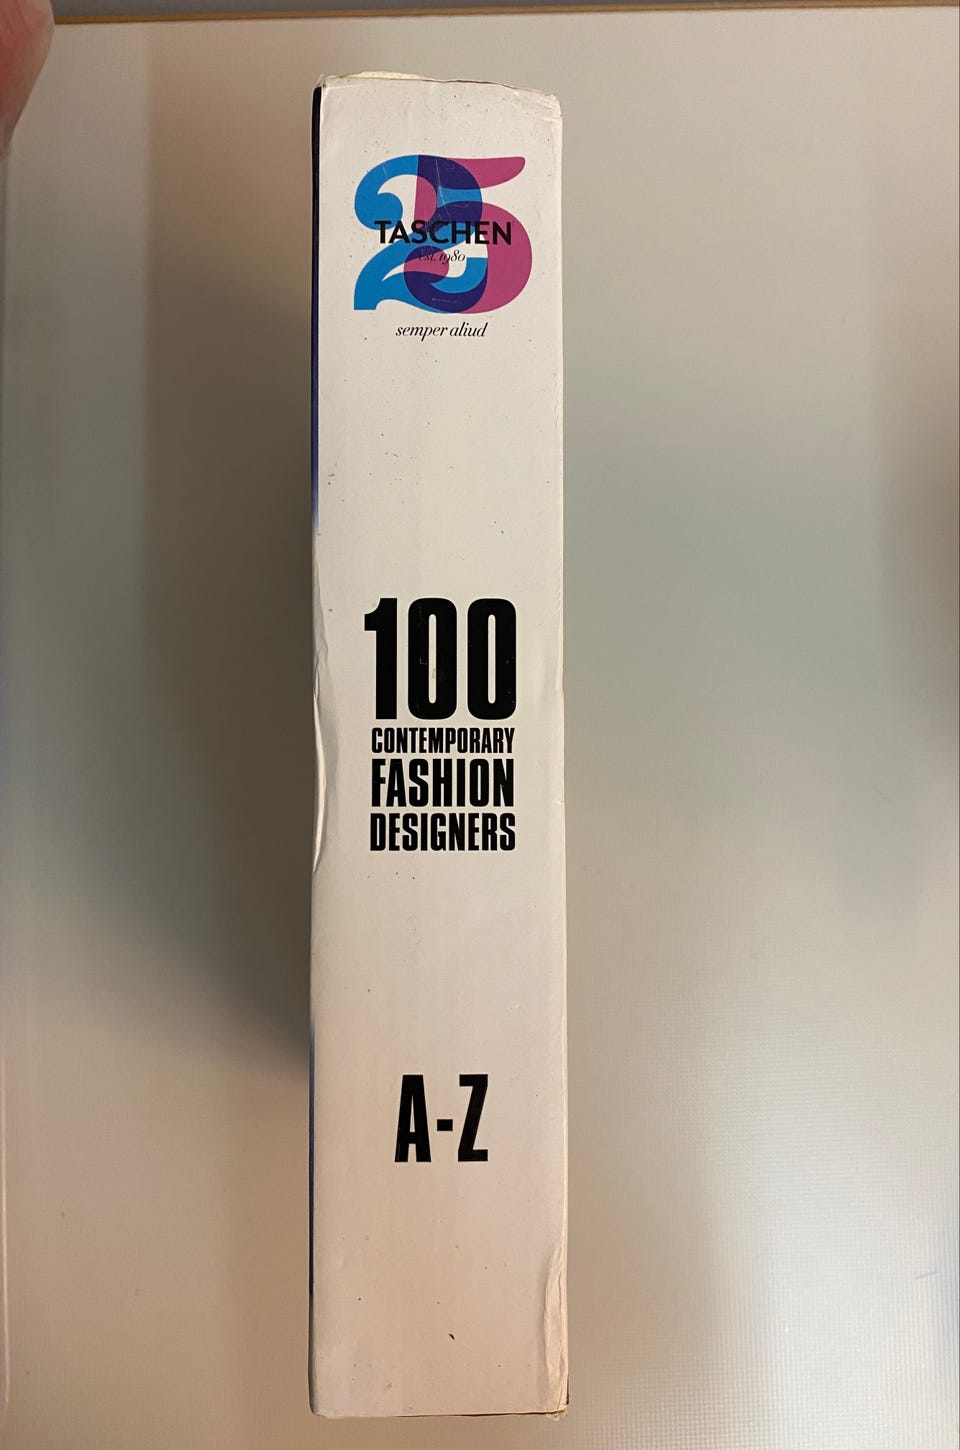 25
TASCHEN
est. 1980
semper aliud
100
CONTEMPORARY
FASHION
DESIGNERS
A-Z